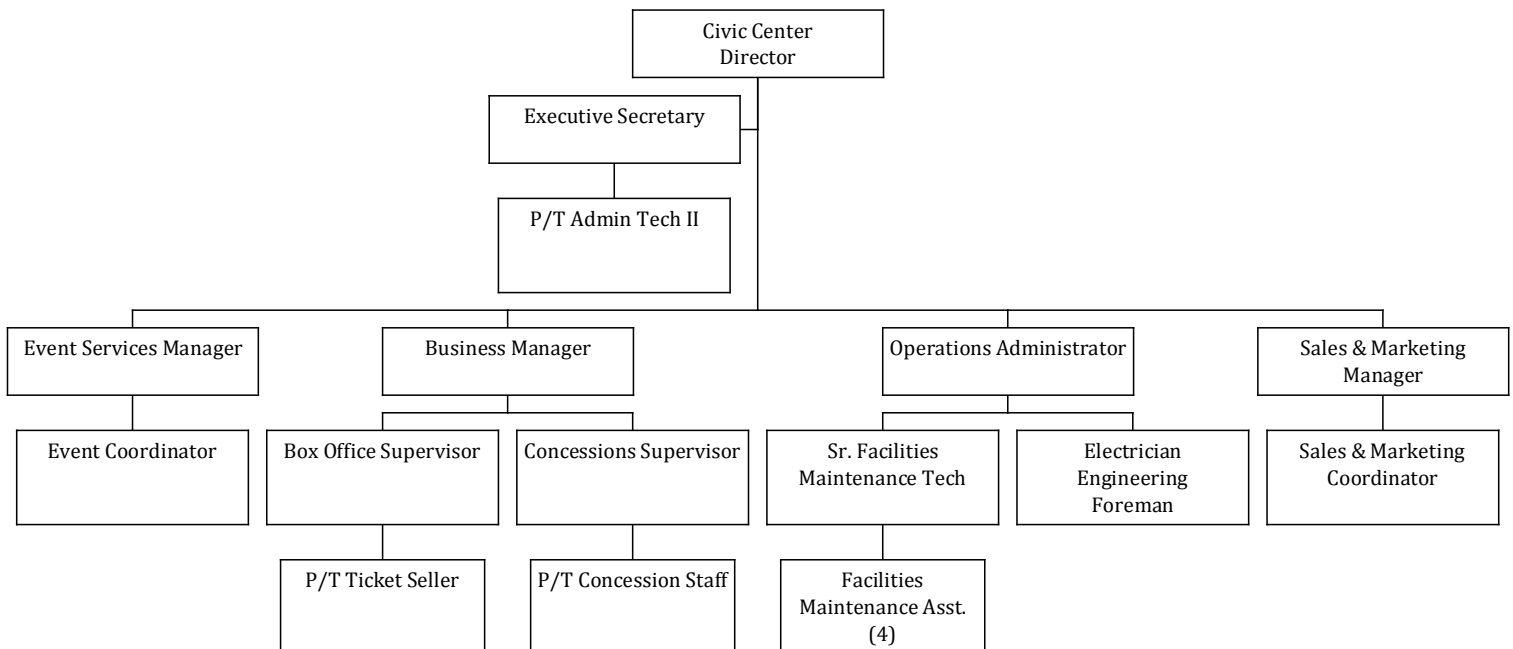 Civic Center
Director
Executive Secretary
P/T Admin Tech II
Event Services Manager
Business Manager
Operations Administrator
Sales & Marketing
Manager
Event Coordinator
Box Office Supervisor
Concessions Supervisor
Sr. Facilities
Maintenance Tech
Electrician
Engineering
Foreman
Sales & Marketing
Coordinator
P/T Ticket Seller
P/T Concession Staff
Facilities
Maintenance Asst.
(4)